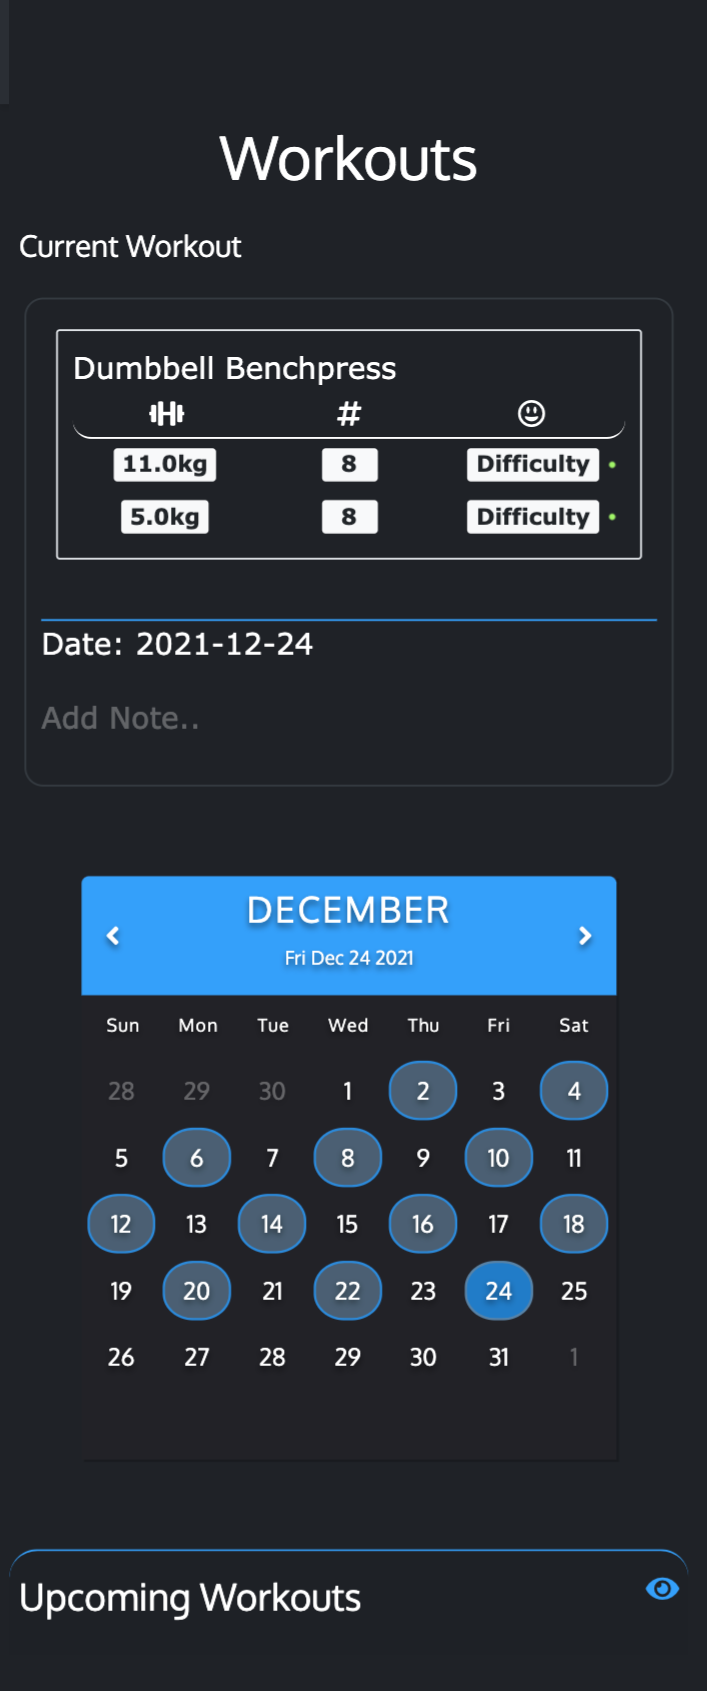 Workouts
Current Workout
Dumbbell Benchpress
#
11.0kg 8 Difficulty
5.0kg 8 Difficulty
Date: 2021-12-24
Add Note..
DECEMBER
Fri Dec 24 2021
Sun Mon Tue Wed Thu Fri Sat
28 29 30 1 2 3 4
5 6 7 8 9 10 11
12 13 14 15 16 17 18
19 20 21 22 23 24 25
26 27 28 29 30 31 1
Upcoming Workouts